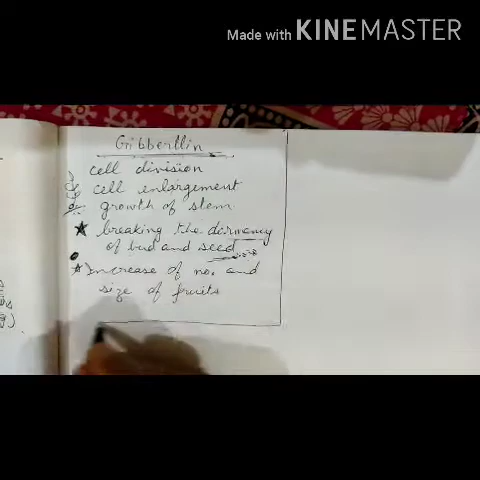 Made with KINEMASTER
Gibberllin
cell division
cell enlargement
growth of stem
★ breaking the dormancy
of bud and seed
★ Increase of no. and
size of fruits